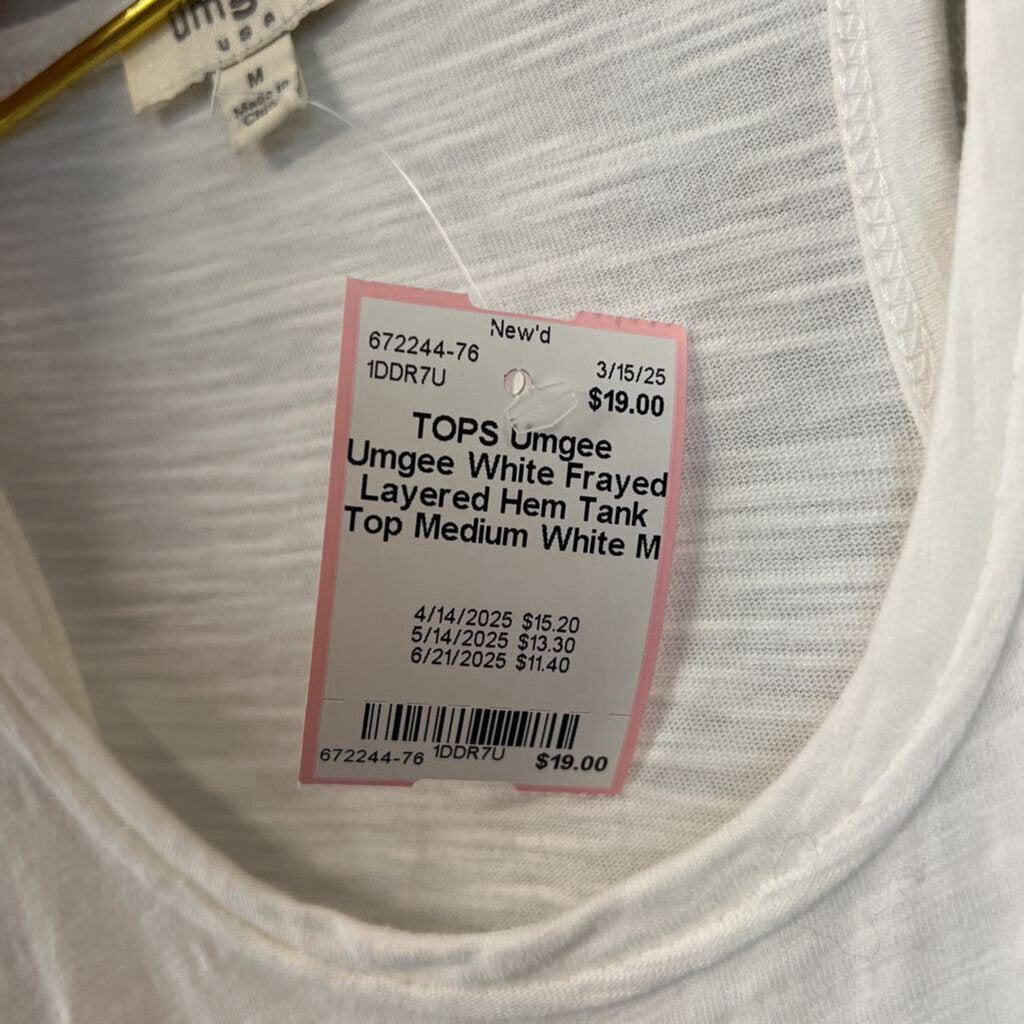 umg
USA
M
Made in
China
New'd
672244-76
1DDR7U
3/15/25
$19.00
TOPS Umgee
Umgee White Frayed
Layered Hem Tank
Top Medium White M
4/14/2025 $15.20
5/14/2025 $13.30
6/21/2025 $11.40
672244-76 1DDR7U $19.00